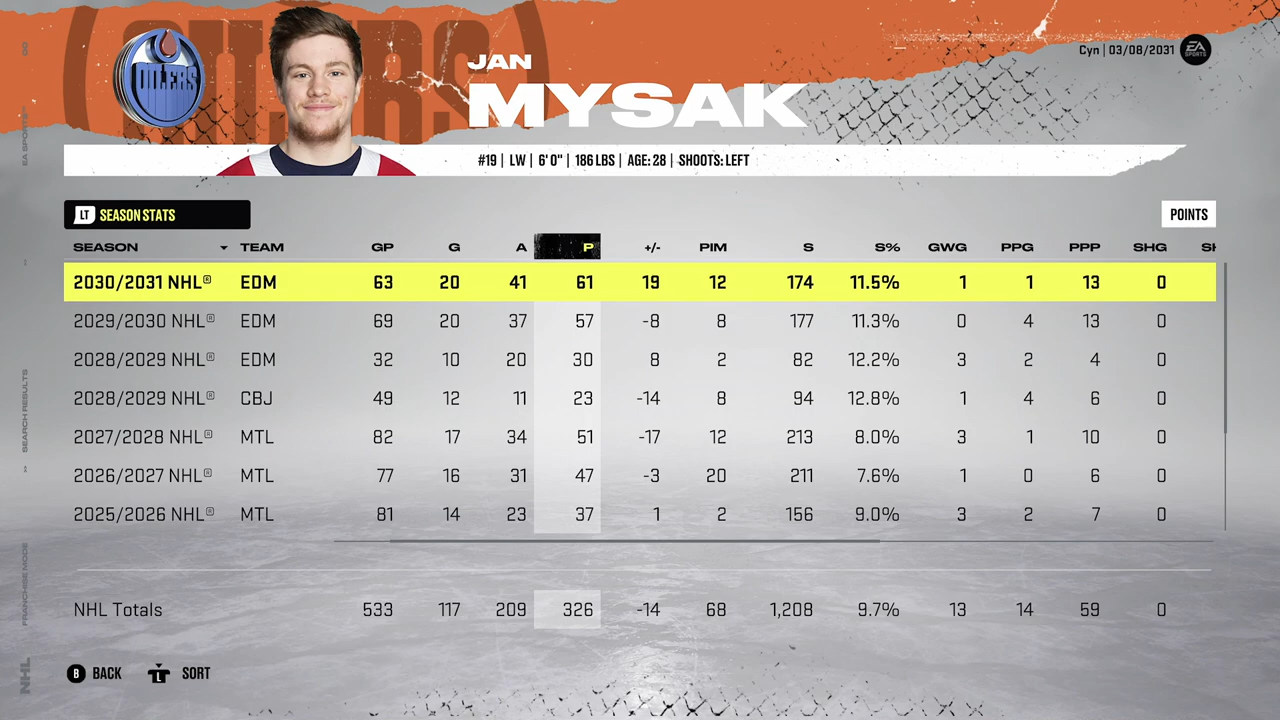 OILERS
JAN
MYSAK
Cyn | 03/08/2031
EA SPORTS
#19 | LW | 6' 0" | 186 LBS | AGE: 28 | SHOOTS: LEFT
LT SEASON STATS
POINTS
SEASON TEAM GP G A P +/- PIM S S% GWG PPG PPP SHG
2030/2031 NHL® EDM 63 20 41 61 19 12 174 11.5% 1 1 13 0
2029/2030 NHL® EDM 69 20 37 57 -8 8 177 11.3% 0 4 13 0
2028/2029 NHL® EDM 32 10 20 30 8 2 82 12.2% 3 2 4 0
2028/2029 NHL® CBJ 49 12 11 23 -14 8 94 12.8% 1 4 6 0
2027/2028 NHL® MTL 82 17 34 51 -17 12 213 8.0% 3 1 10 0
2026/2027 NHL® MTL 77 16 31 47 -3 20 211 7.6% 1 0 6 0
2025/2026 NHL® MTL 81 14 23 37 1 2 156 9.0% 3 2 7 0
NHL Totals 533 117 209 326 -14 68 1,208 9.7% 13 14 59 0
B BACK L SORT
NHL FRANCHISE MODE >> SEARCH RESULTS